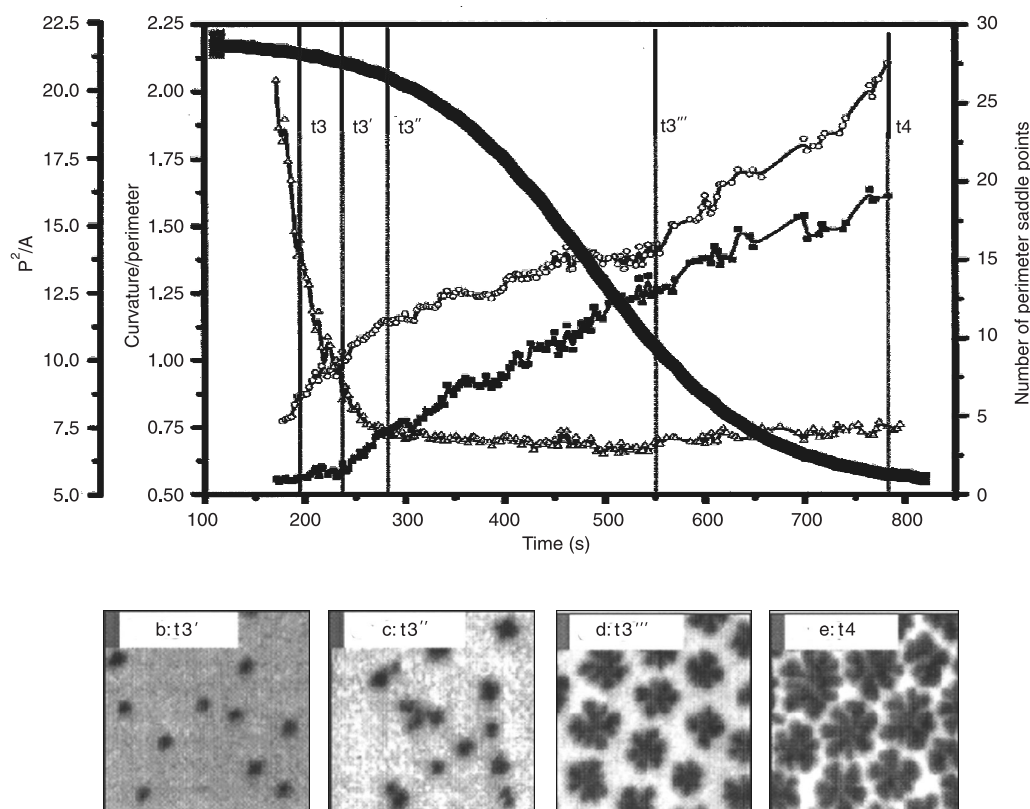 22.5
20.0
17.5
15.0
12.5
10.0
7.5
5.0
P²/A
2.25
2.00
1.75
1.50
1.25
1.00
0.75
0.50
Curvature/perimeter
t3
t3′
t3″
t3‴
t4
30
25
20
15
10
5
0
Number of perimeter saddle points
100 200 300 400 500 600 700 800
Time (s)
b: t3′
c: t3″
d: t3‴
e: t4